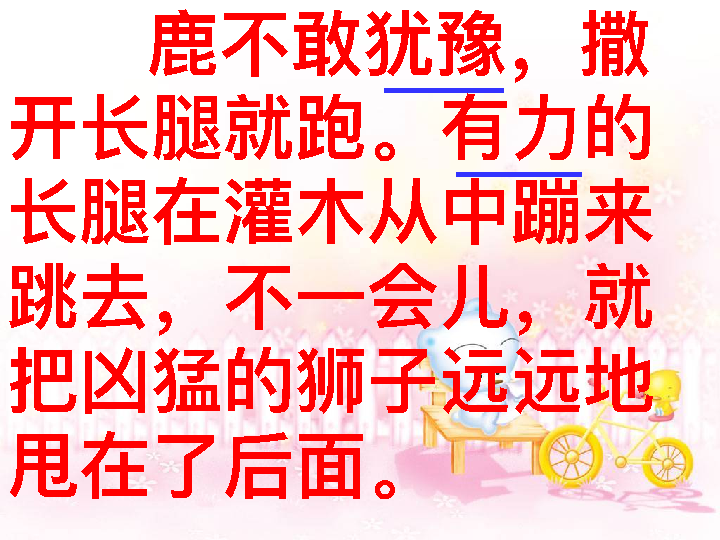 鹿不敢犹豫，撒
开长腿就跑。有力的
长腿在灌木从中蹦来
跳去，不一会儿，就
把凶猛的狮子远远地
甩在了后面。